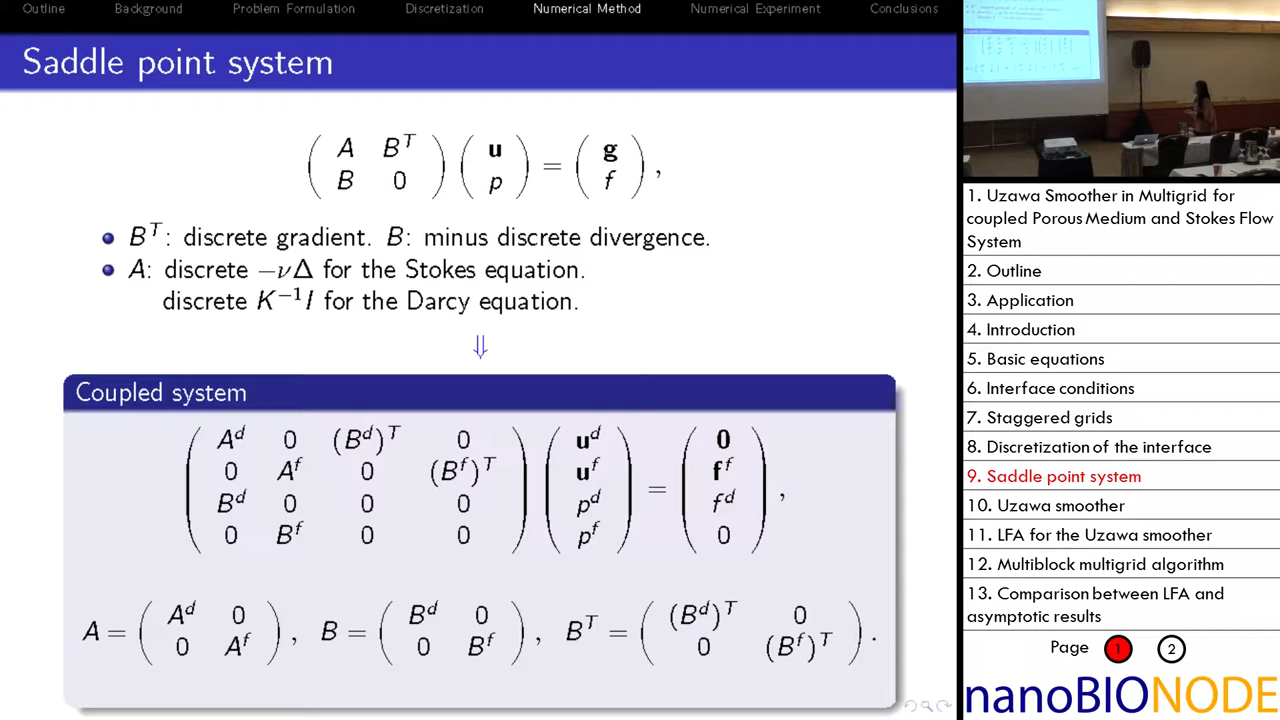 Outline Background Problem Formulation Discretization Numerical Method Numerical Experiment Conclusions
Saddle point system
( A B^T ) ( u ) = ( g )
( B 0 ) ( p ) ( f ) ,
B^T: discrete gradient. B: minus discrete divergence.
A: discrete −νΔ for the Stokes equation.
discrete K^{−1}I for the Darcy equation.
⇓
Coupled system
( A^d 0 (B^d)^T 0 ) ( u^d ) ( 0 )
( 0 A^f 0 (B^f)^T ) ( u^f ) = ( f^f )
( B^d 0 0 0 ) ( p^d ) ( f^d ) ,
( 0 B^f 0 0 ) ( p^f ) ( 0 )
A = ( A^d 0 ) , B = ( B^d 0 ) , B^T = ( (B^d)^T 0 )
( 0 A^f ) ( 0 B^f ) ( 0 (B^f)^T ) .
1. Uzawa Smoother in Multigrid for
coupled Porous Medium and Stokes Flow
System
2. Outline
3. Application
4. Introduction
5. Basic equations
6. Interface conditions
7. Staggered grids
8. Discretization of the interface
9. Saddle point system
10. Uzawa smoother
11. LFA for the Uzawa smoother
12. Multiblock multigrid algorithm
13. Comparison between LFA and
asymptotic results
Page 1 2
nanoBIONODE